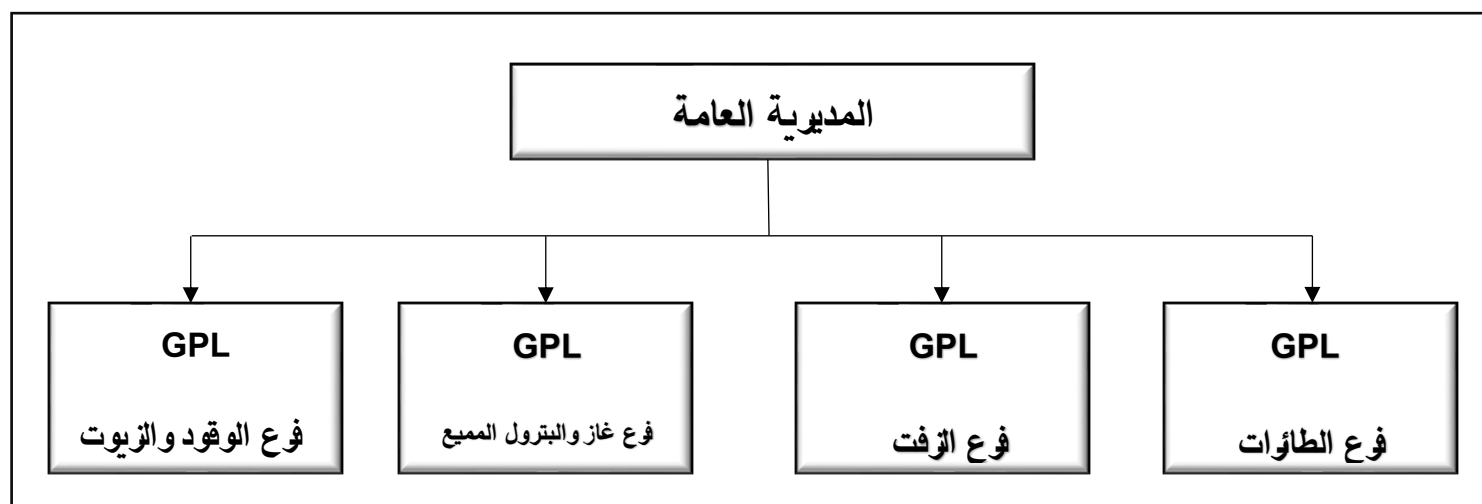 المديرية العامة
GPL
فرع الطائرات
GPL
فرع الزفت
GPL
فرع غاز والبترول المميع
GPL
فرع الوقود والزيوت